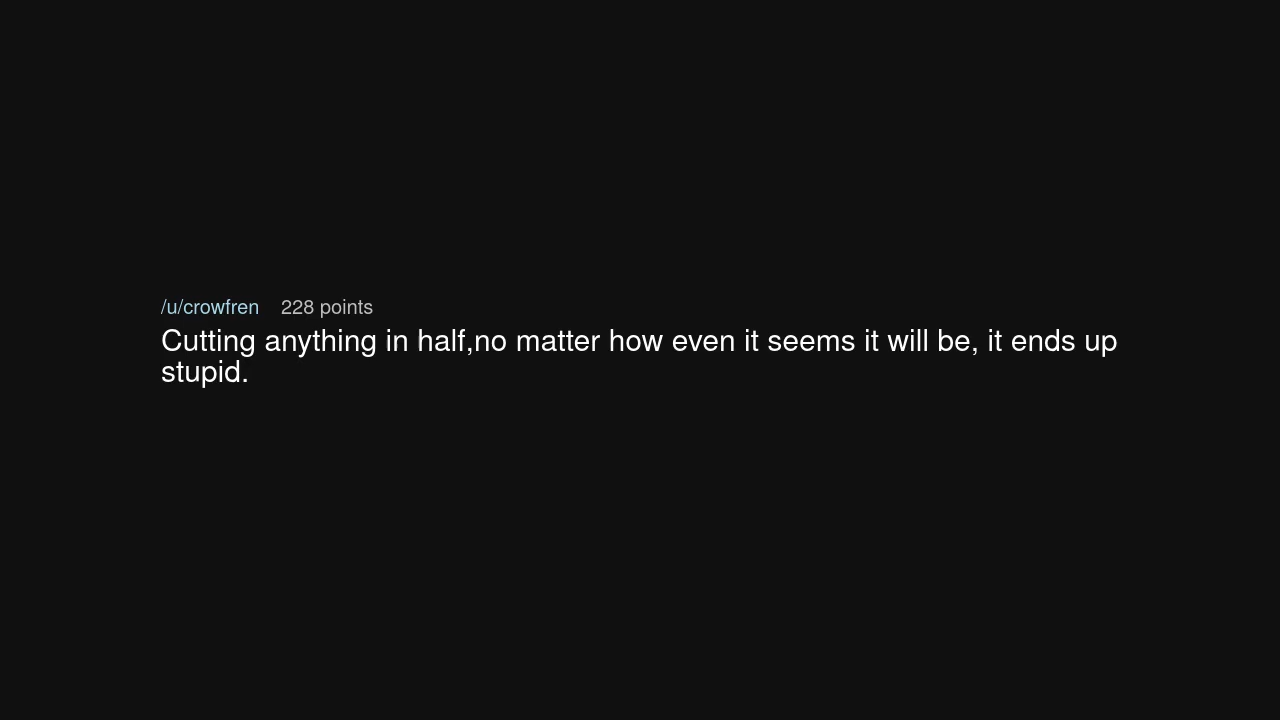 /u/crowfren 228 points
Cutting anything in half,no matter how even it seems it will be, it ends up
stupid.